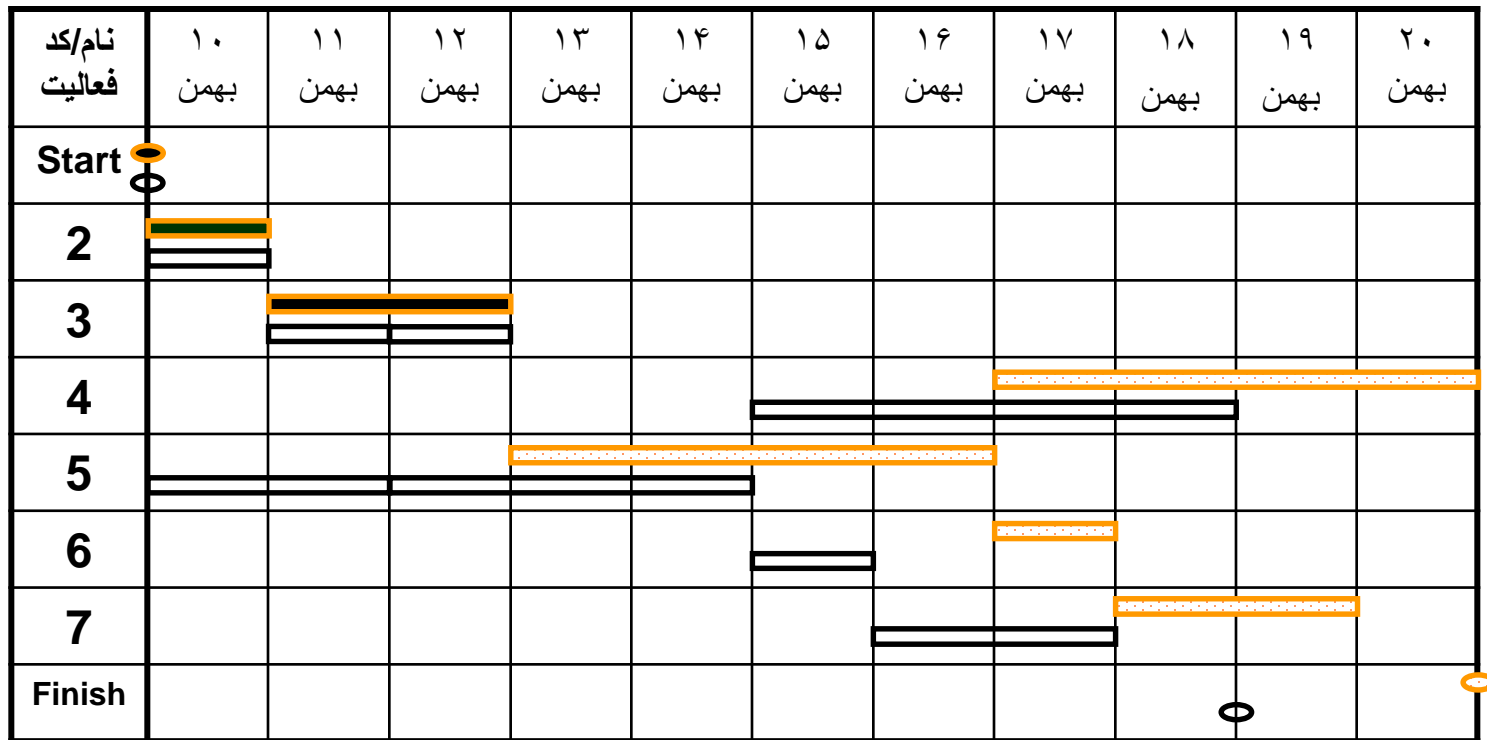 نام/کد فعالیت
۱۰ بهمن
۱۱ بهمن
۱۲ بهمن
۱۳ بهمن
۱۴ بهمن
۱۵ بهمن
۱۶ بهمن
۱۷ بهمن
۱۸ بهمن
۱۹ بهمن
۲۰ بهمن
Start
2
3
4
5
6
7
Finish